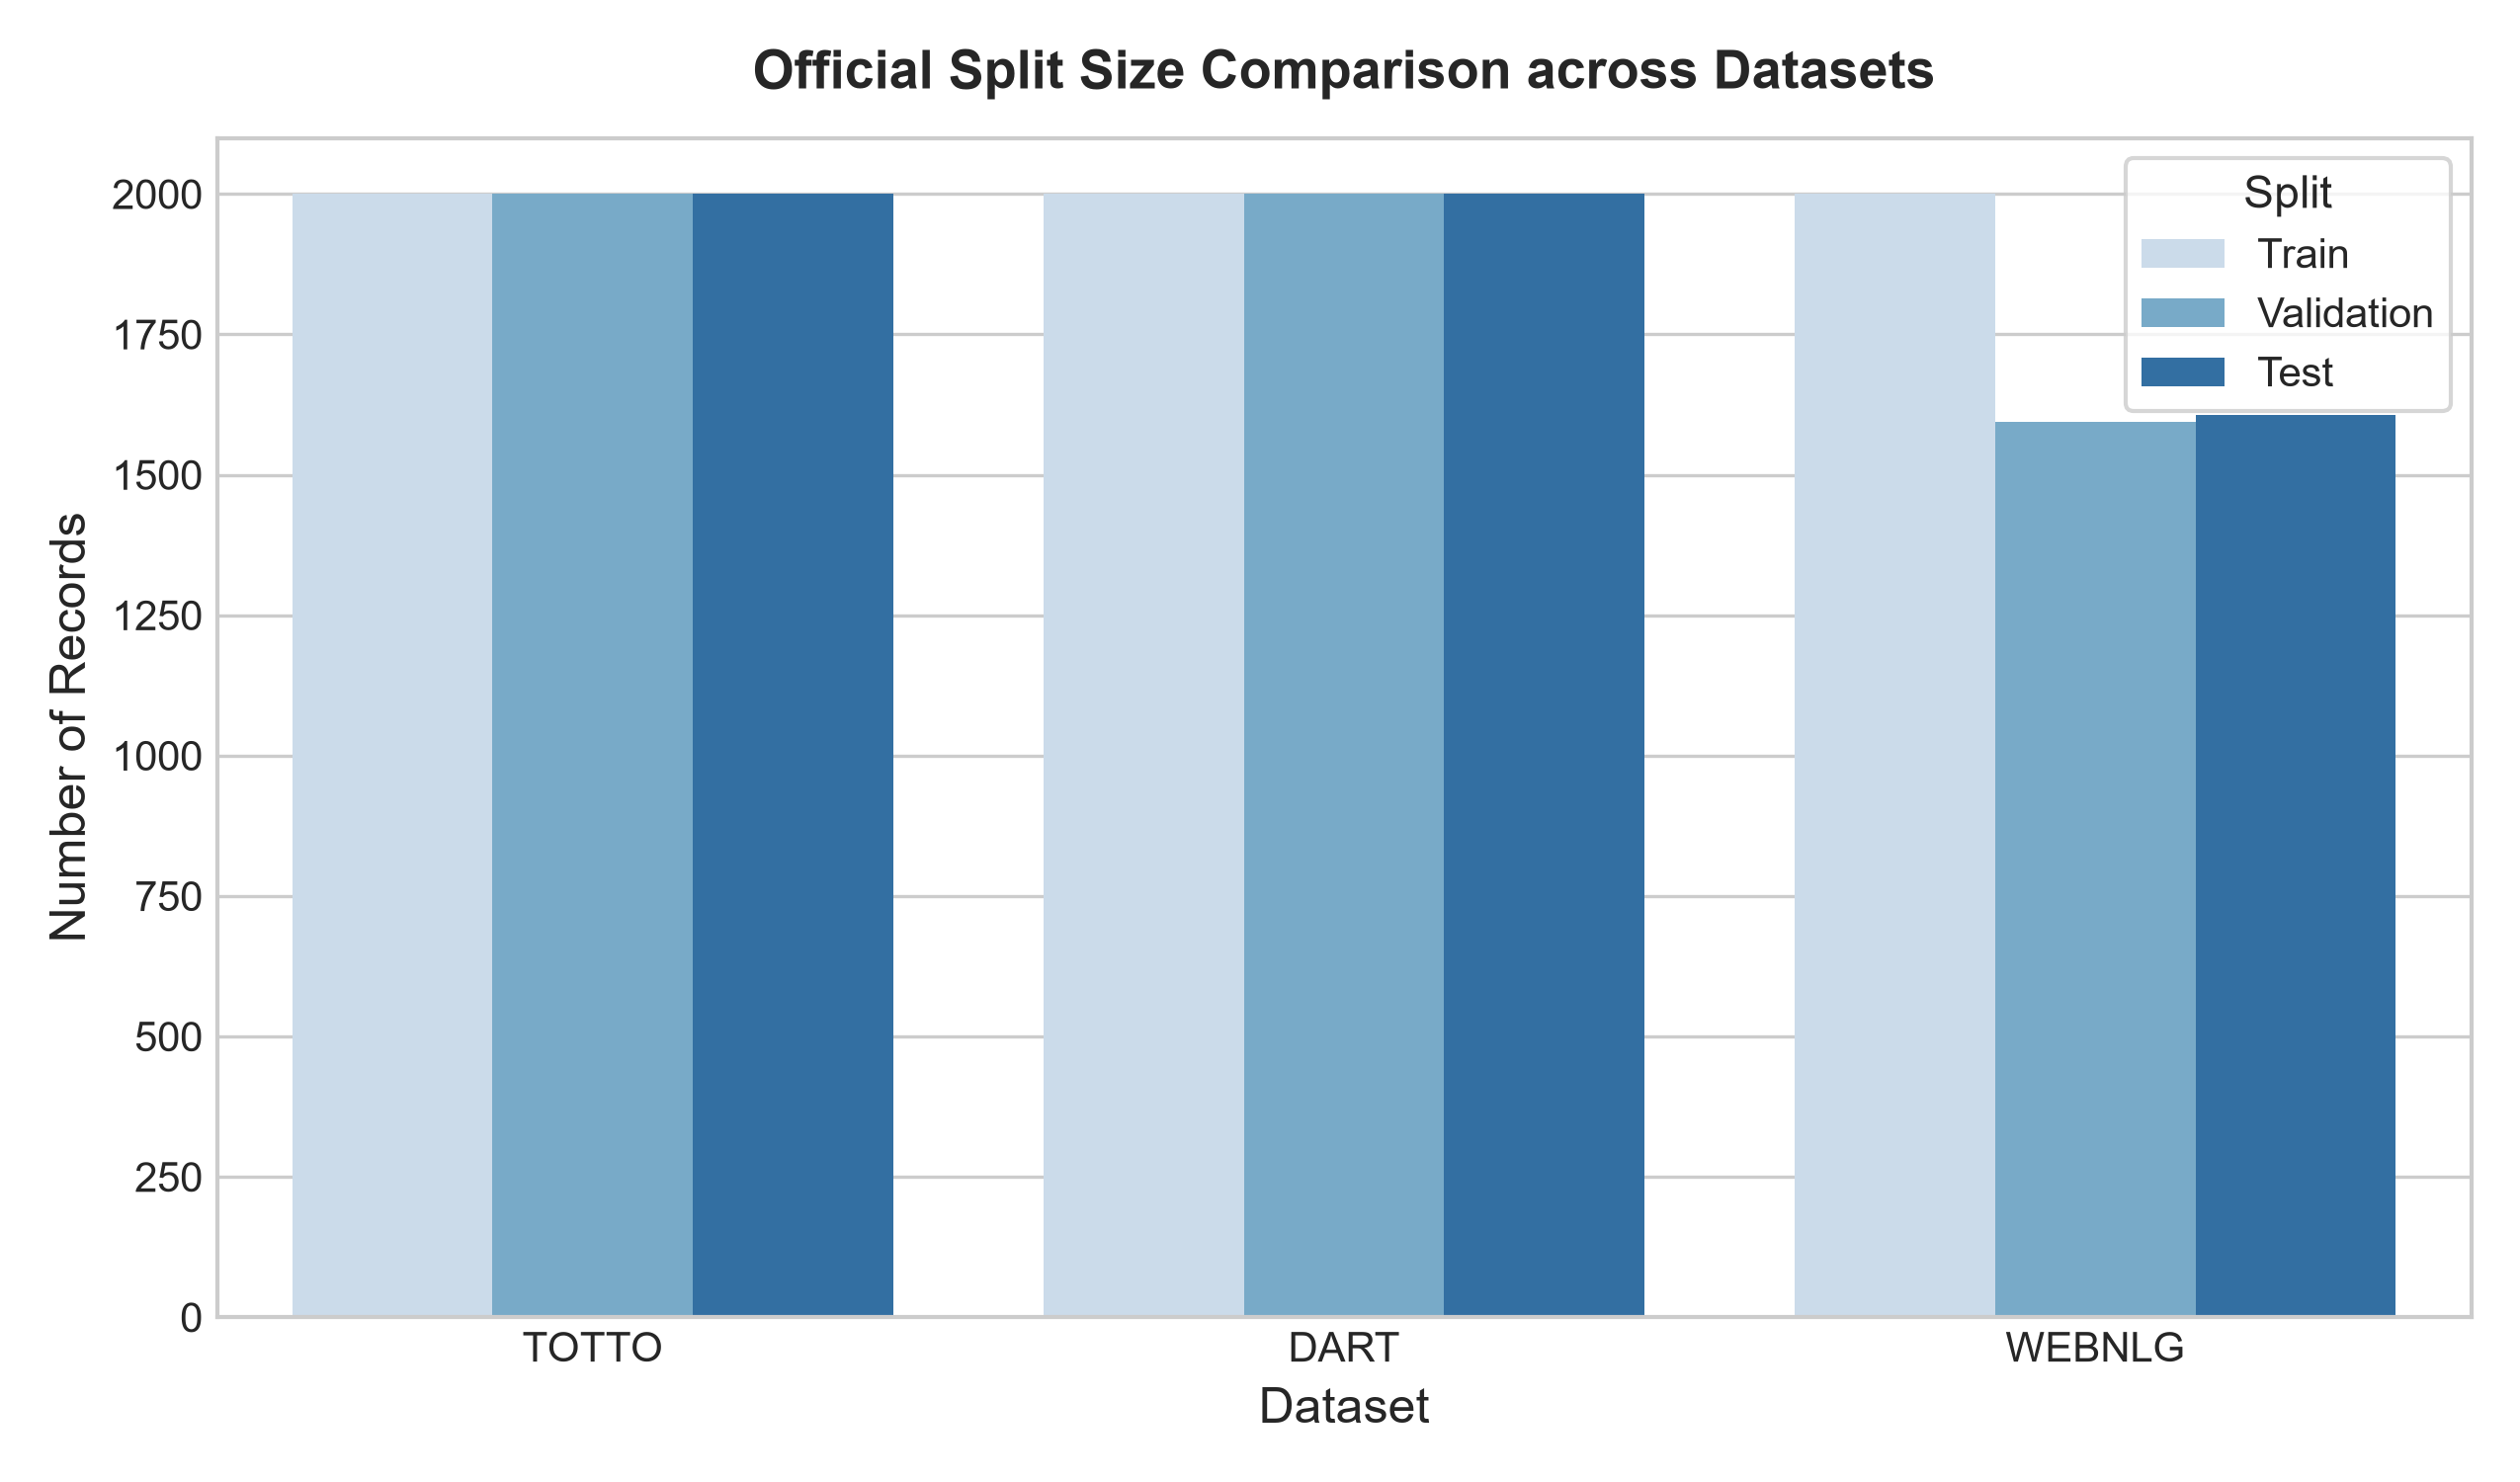 Official Split Size Comparison across Datasets
Number of Records
2000
1750
1500
1250
1000
750
500
250
0
Split
Train
Validation
Test
TOTTO
DART
WEBNLG
Dataset